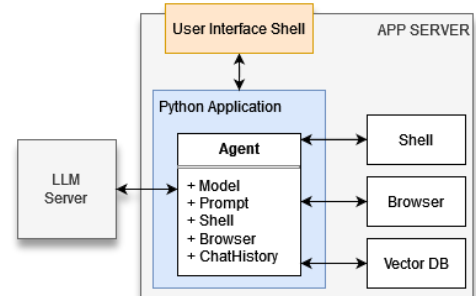 User Interface Shell
APP SERVER
Python Application
Agent
+ Model
+ Prompt
+ Shell
+ Browser
+ ChatHistory
LLM
Server
Shell
Browser
Vector DB